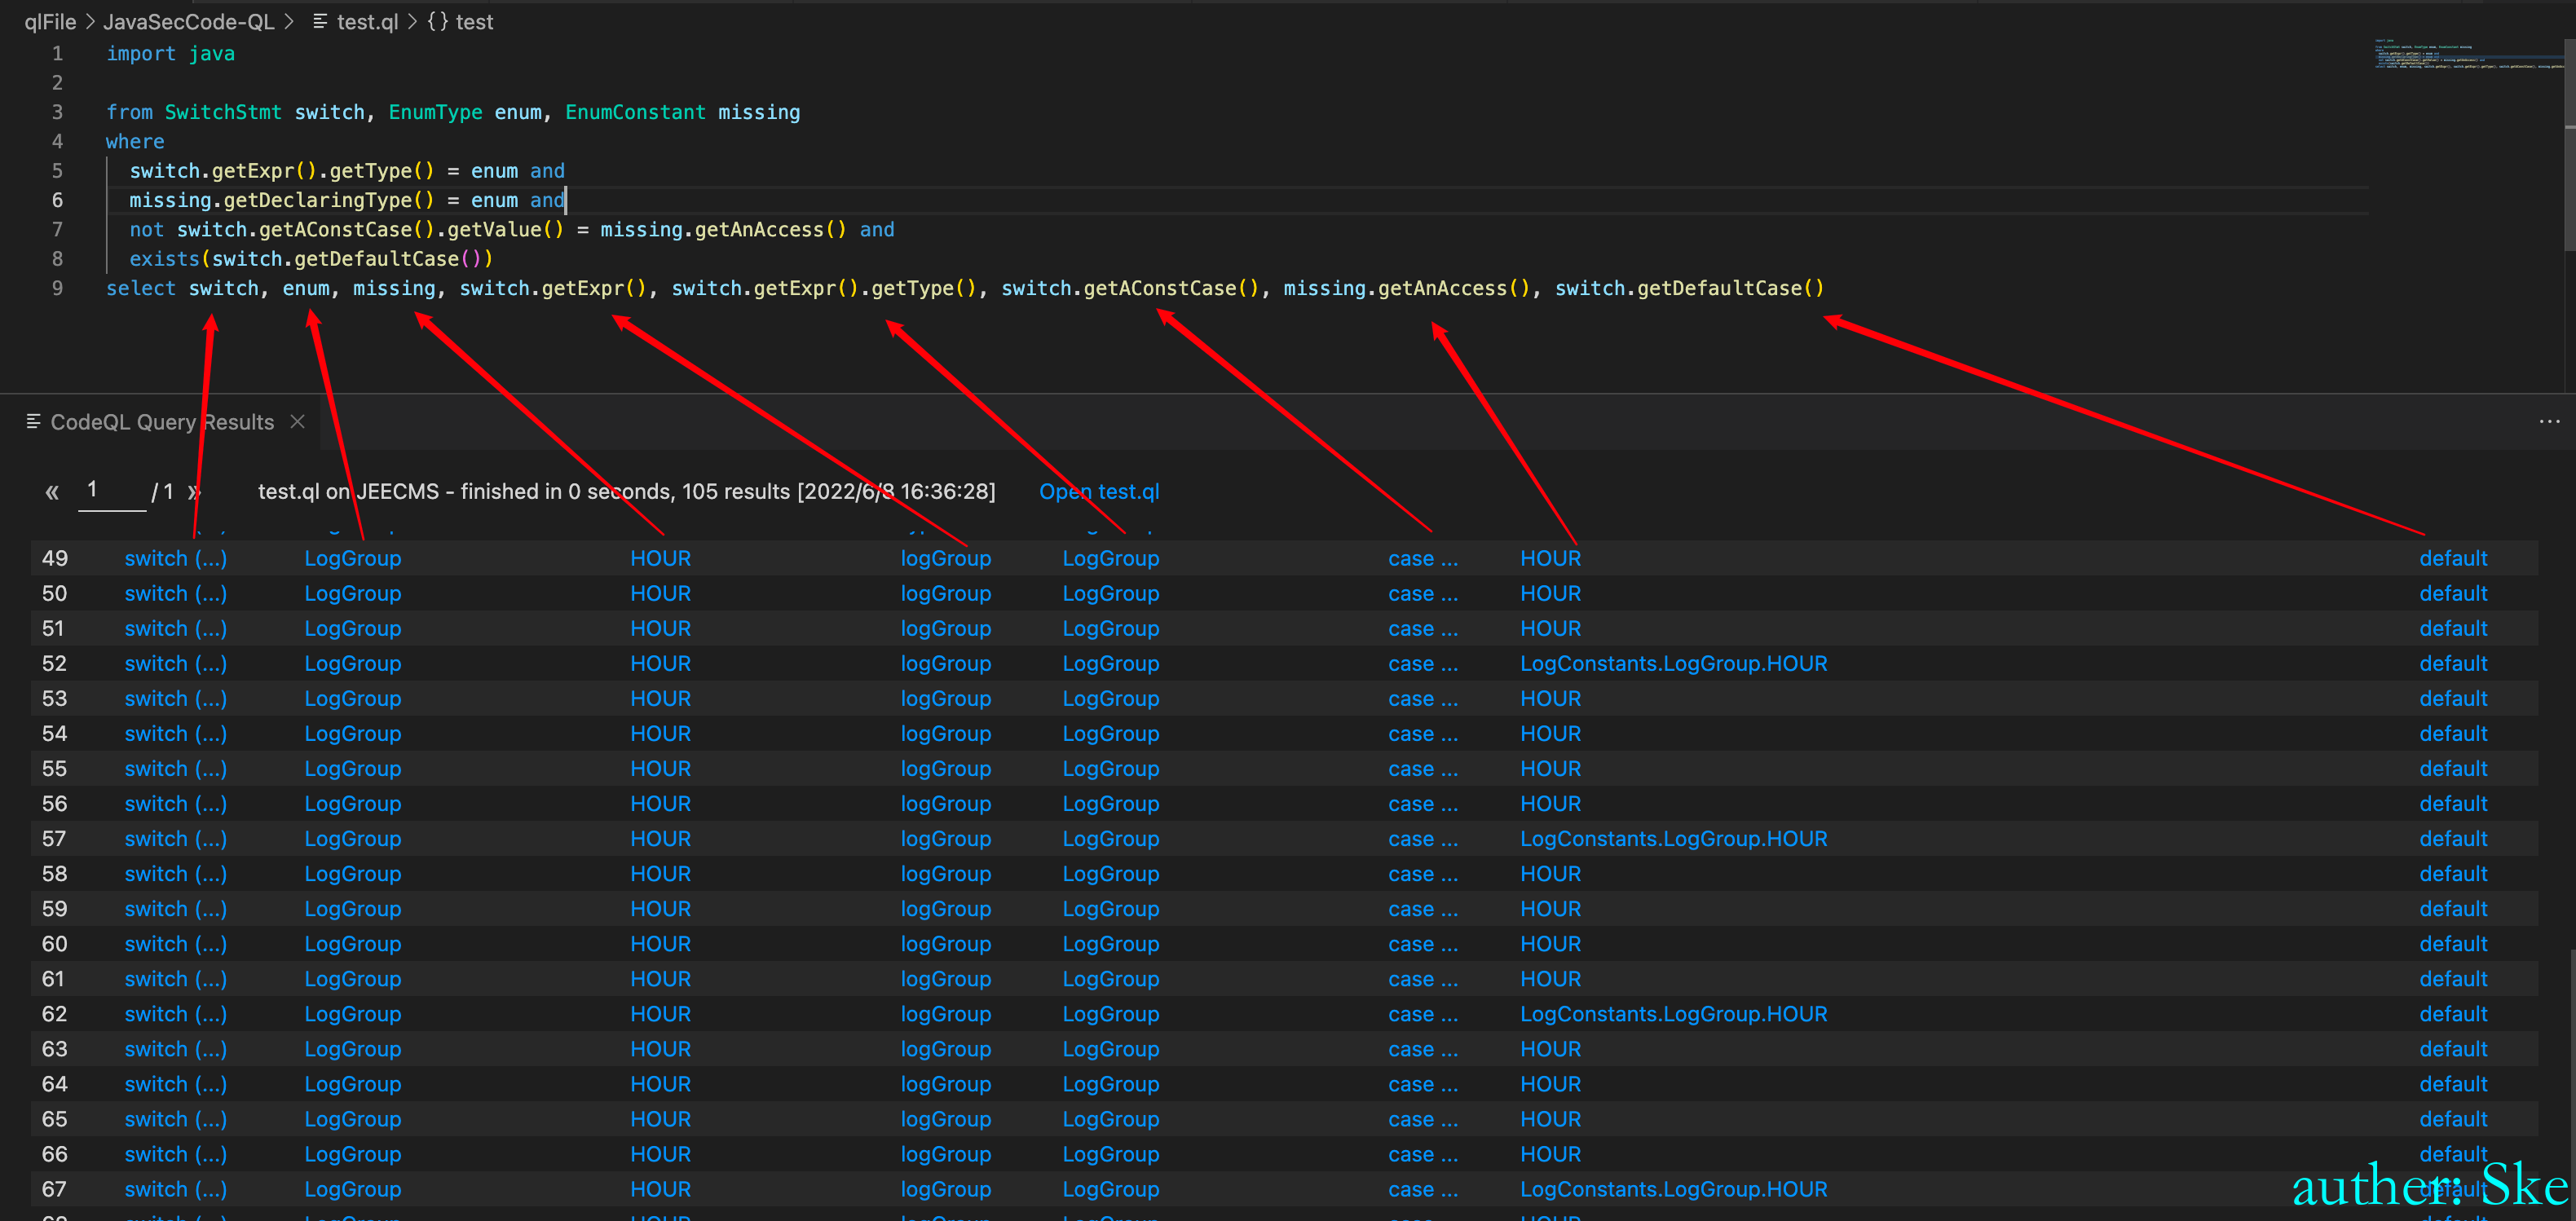 qlFile > JavaSecCode-QL > test.ql > {} test
1 import java
2
3 from SwitchStmt switch, EnumType enum, EnumConstant missing
4 where
5 switch.getExpr().getType() = enum and
6 missing.getDeclaringType() = enum and
7 not switch.getAConstCase().getValue() = missing.getAnAccess() and
8 exists(switch.getDefaultCase())
9 select switch, enum, missing, switch.getExpr(), switch.getExpr().getType(), switch.getAConstCase(), missing.getAnAccess(), switch.getDefaultCase()
CodeQL Query Results
« 1 / 1 » test.ql on JEECMS - finished in 0 seconds, 105 results [2022/6/8 16:36:28] Open test.ql
49 switch (...) LogGroup HOUR logGroup LogGroup case ... HOUR default
50 switch (...) LogGroup HOUR logGroup LogGroup case ... HOUR default
51 switch (...) LogGroup HOUR logGroup LogGroup case ... HOUR default
52 switch (...) LogGroup HOUR logGroup LogGroup case ... LogConstants.LogGroup.HOUR default
53 switch (...) LogGroup HOUR logGroup LogGroup case ... HOUR default
54 switch (...) LogGroup HOUR logGroup LogGroup case ... HOUR default
55 switch (...) LogGroup HOUR logGroup LogGroup case ... HOUR default
56 switch (...) LogGroup HOUR logGroup LogGroup case ... HOUR default
57 switch (...) LogGroup HOUR logGroup LogGroup case ... LogConstants.LogGroup.HOUR default
58 switch (...) LogGroup HOUR logGroup LogGroup case ... HOUR default
59 switch (...) LogGroup HOUR logGroup LogGroup case ... HOUR default
60 switch (...) LogGroup HOUR logGroup LogGroup case ... HOUR default
61 switch (...) LogGroup HOUR logGroup LogGroup case ... HOUR default
62 switch (...) LogGroup HOUR logGroup LogGroup case ... LogConstants.LogGroup.HOUR default
63 switch (...) LogGroup HOUR logGroup LogGroup case ... HOUR default
64 switch (...) LogGroup HOUR logGroup LogGroup case ... HOUR default
65 switch (...) LogGroup HOUR logGroup LogGroup case ... HOUR default
66 switch (...) LogGroup HOUR logGroup LogGroup case ... HOUR default
67 switch (...) LogGroup HOUR logGroup LogGroup case ... LogConstants.LogGroup.HOUR default
auther: Ske